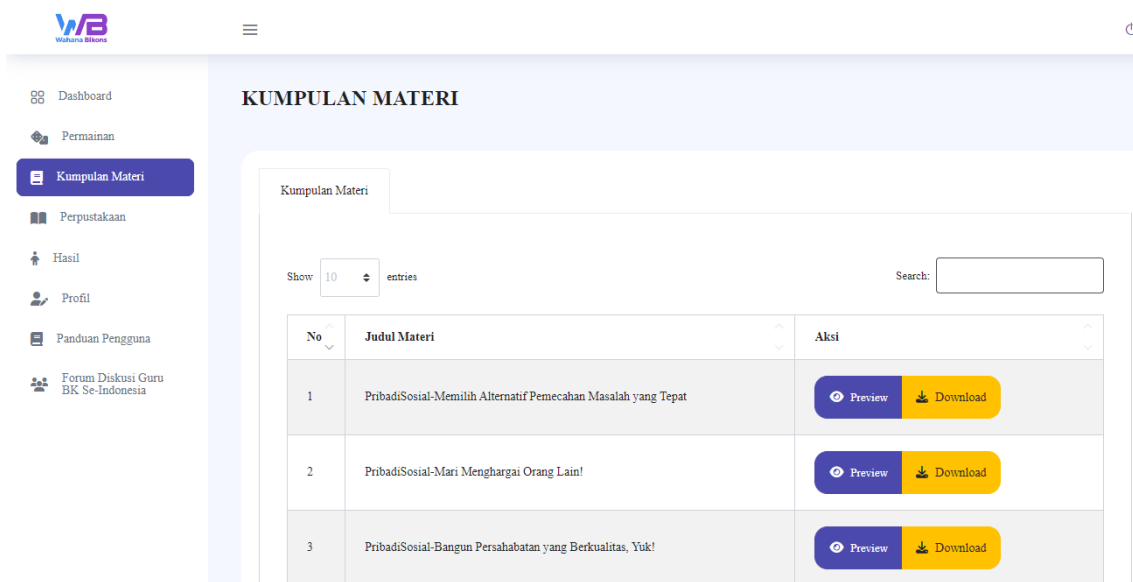 WB
Wahana Bikons
Dashboard
Permainan
Kumpulan Materi
Perpustakaan
Hasil
Profil
Panduan Pengguna
Forum Diskusi Guru
BK Se-Indonesia
KUMPULAN MATERI
Kumpulan Materi
Show 10 entries Search:
No Judul Materi Aksi
1 PribadiSosial-Memilih Alternatif Pemecahan Masalah yang Tepat Preview Download
2 PribadiSosial-Mari Menghargai Orang Lain! Preview Download
3 PribadiSosial-Bangun Persahabatan yang Berkualitas, Yuk! Preview Download